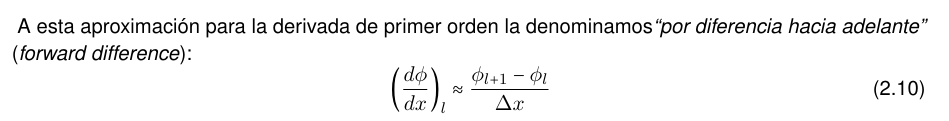 A esta aproximación para la derivada de primer orden la denominamos“por diferencia hacia adelante”
(forward difference):
(dϕ/dx)_l ≈ (ϕ_{l+1} − ϕ_l)/Δx (2.10)